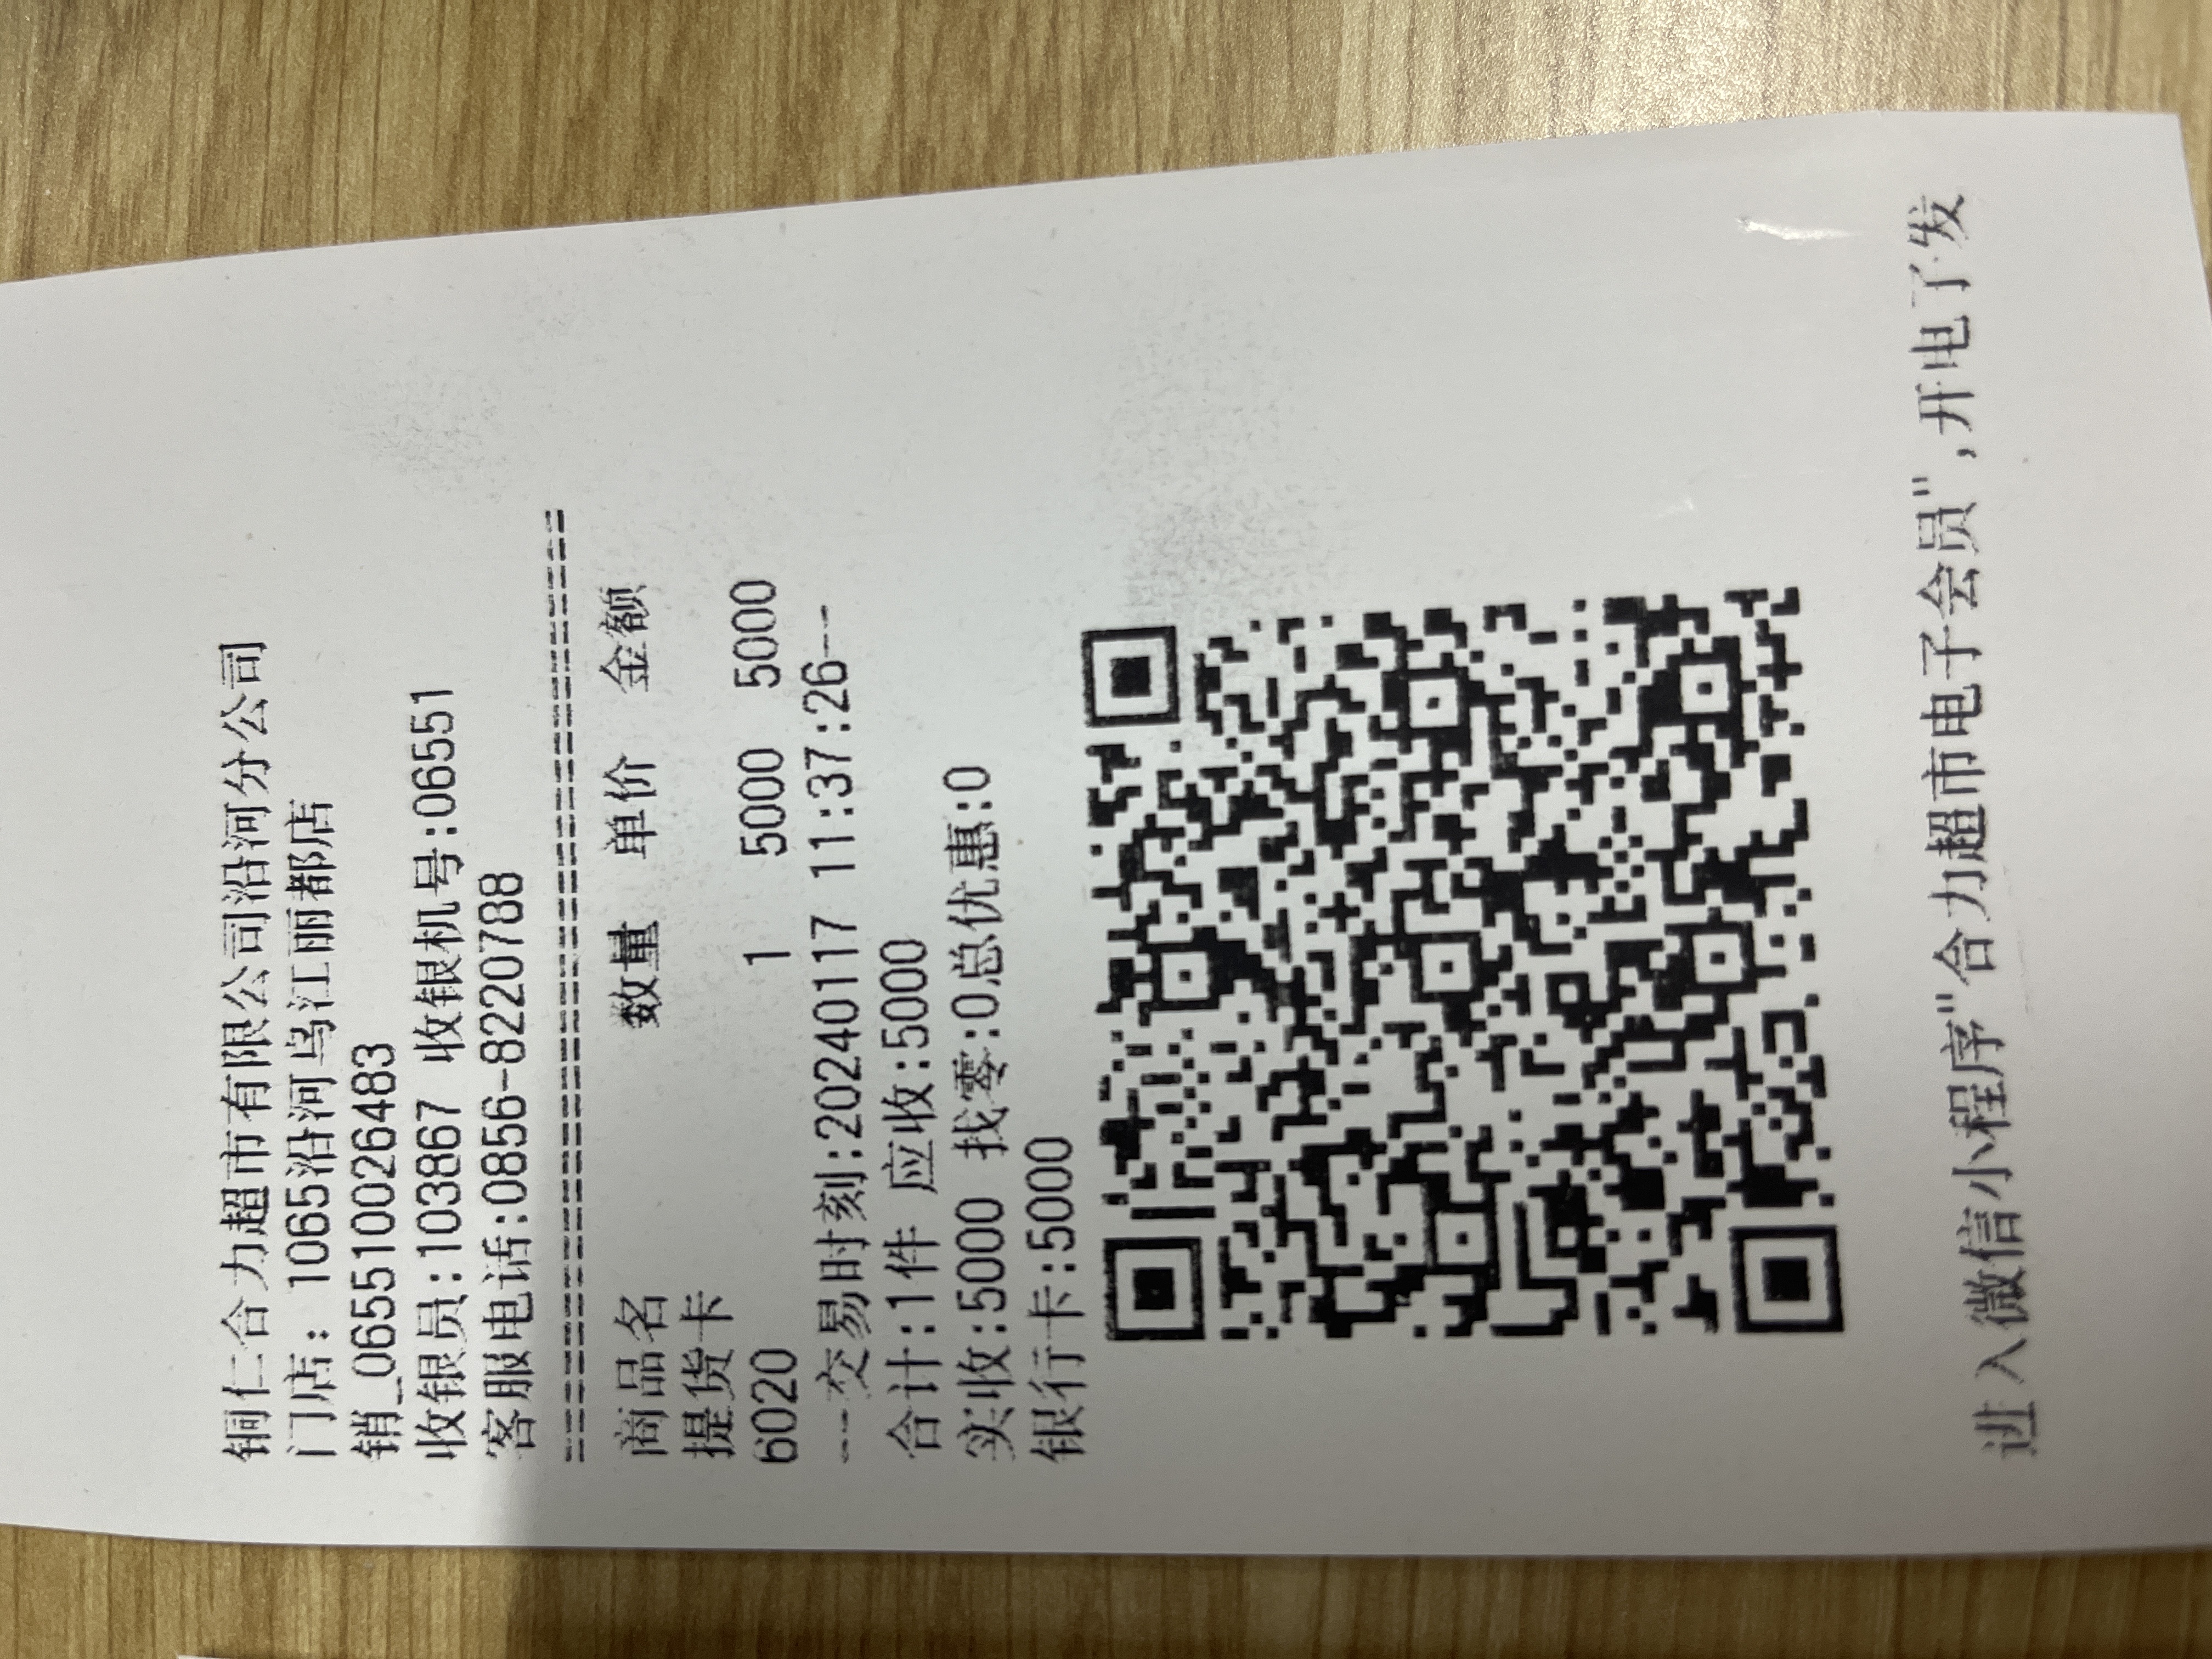 铜仁合力超市有限公司沿河分公司
门店: 1065沿河乌江丽都店
销_065510026483
收银员:103867 收银机号:06551
客服电话:0856-8220788
========================================
商品名 数量 单价 金额
提货卡
6020 1 5000 5000
---交易时刻:20240117 11:37:26---
合计:1件 应收:5000
实收:5000 找零:0总优惠:0
银行卡:5000
进入微信小程序"合力超市电子会员",开电子发